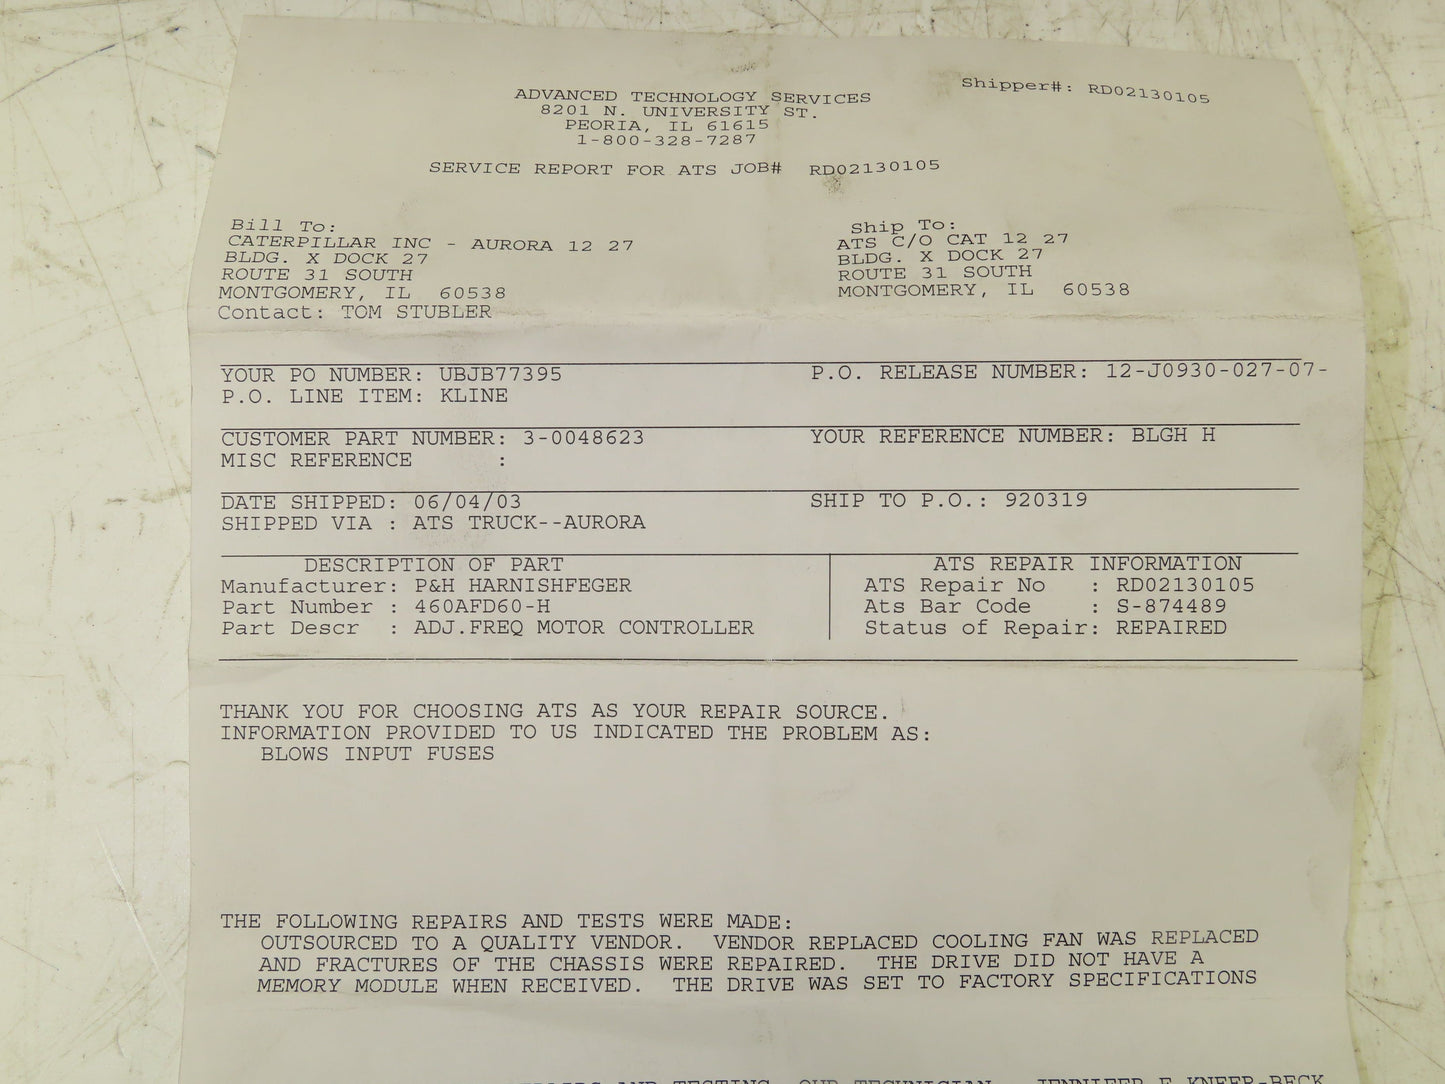 Shipper#: RD02130105
ADVANCED TECHNOLOGY SERVICES
8201 N. UNIVERSITY ST.
PEORIA, IL 61615
1-800-328-7287
SERVICE REPORT FOR ATS JOB# RD02130105
Bill To: Ship To:
CATERPILLAR INC - AURORA 12 27 ATS C/O CAT 12 27
BLDG. X DOCK 27 BLDG. X DOCK 27
ROUTE 31 SOUTH ROUTE 31 SOUTH
MONTGOMERY, IL 60538 MONTGOMERY, IL 60538
Contact: TOM STUBLER
YOUR PO NUMBER: UBJB77395 P.O. RELEASE NUMBER: 12-J0930-027-07-
P.O. LINE ITEM: KLINE
CUSTOMER PART NUMBER: 3-0048623 YOUR REFERENCE NUMBER: BLGH H
MISC REFERENCE :
DATE SHIPPED: 06/04/03 SHIP TO P.O.: 920319
SHIPPED VIA : ATS TRUCK--AURORA
DESCRIPTION OF PART ATS REPAIR INFORMATION
Manufacturer: P&H HARNISHFEGER ATS Repair No : RD02130105
Part Number : 460AFD60-H Ats Bar Code : S-874489
Part Descr : ADJ.FREQ MOTOR CONTROLLER Status of Repair: REPAIRED
THANK YOU FOR CHOOSING ATS AS YOUR REPAIR SOURCE.
INFORMATION PROVIDED TO US INDICATED THE PROBLEM AS:
BLOWS INPUT FUSES
THE FOLLOWING REPAIRS AND TESTS WERE MADE:
OUTSOURCED TO A QUALITY VENDOR. VENDOR REPLACED COOLING FAN WAS REPLACED
AND FRACTURES OF THE CHASSIS WERE REPAIRED. THE DRIVE DID NOT HAVE A
MEMORY MODULE WHEN RECEIVED. THE DRIVE WAS SET TO FACTORY SPECIFICATIONS
AND TESTING, OUR TECHNICIAN, JENNIFER E KNEER-BECK